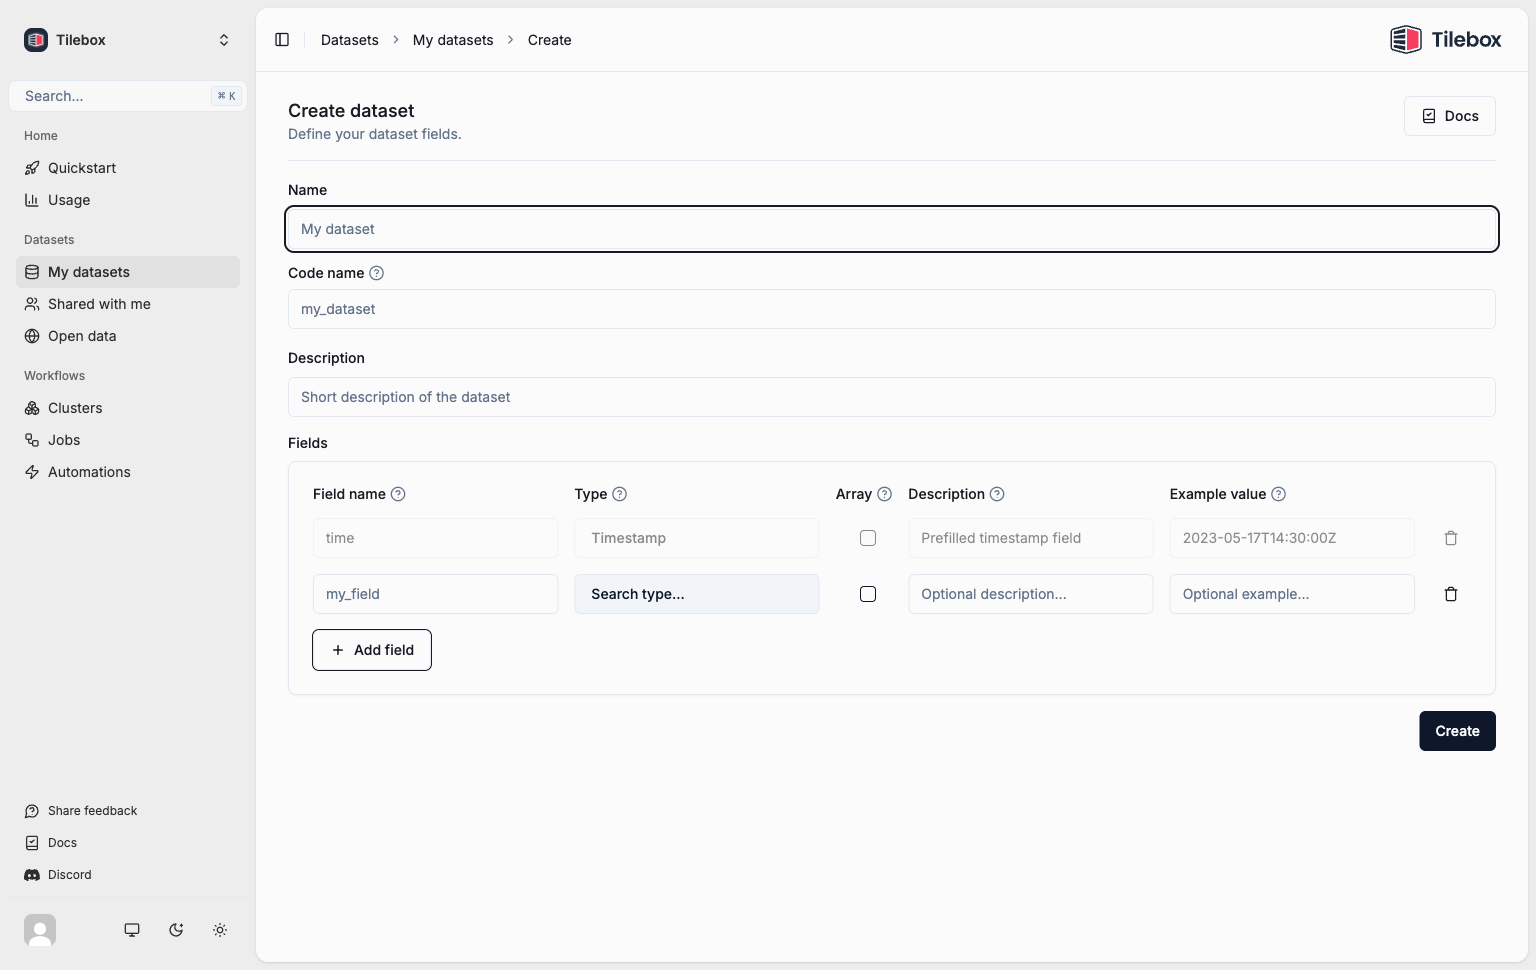 Tilebox
Search...
⌘ K
Home
Quickstart
Usage
Datasets
My datasets
Shared with me
Open data
Workflows
Clusters
Jobs
Automations
Share feedback
Docs
Discord
Datasets > My datasets > Create
Tilebox
Create dataset
Define your dataset fields.
Docs
Name
My dataset
Code name
my_dataset
Description
Short description of the dataset
Fields
Field name Type Array Description Example value
time Timestamp Prefilled timestamp field 2023-05-17T14:30:00Z
my_field Search type... Optional description... Optional example...
+ Add field
Create